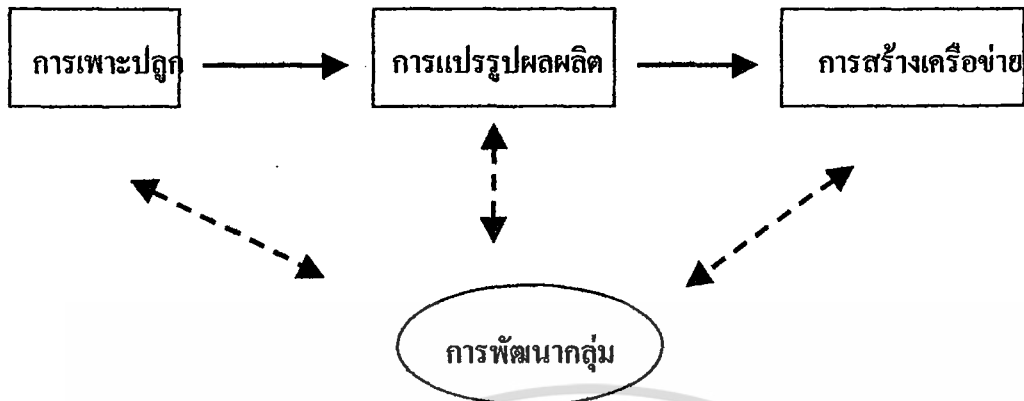 การเพาะปลูก
การแปรรูปผลผลิต
การสร้างเครือข่าย
การพัฒนากลุ่ม